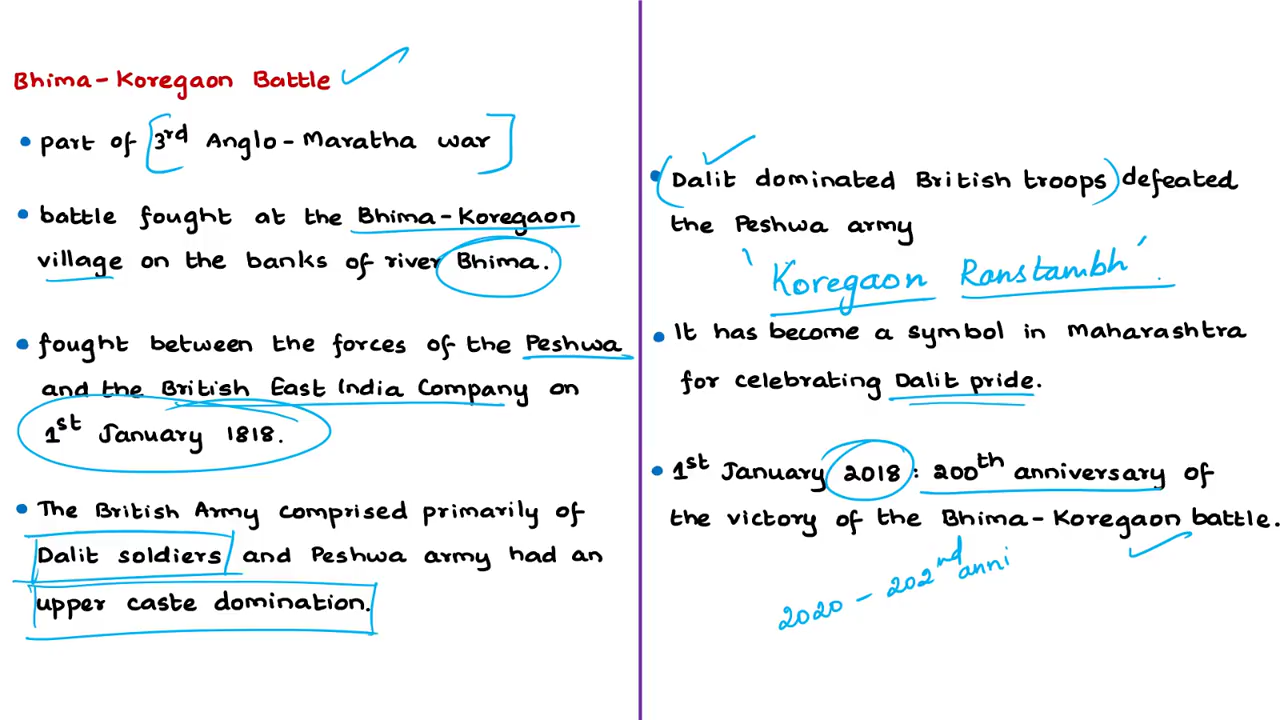 Bhima-Koregaon Battle
• part of [3rd Anglo-Maratha war]
• battle fought at the Bhima-Koregaon
village on the banks of river Bhima.
• fought between the forces of the Peshwa
and the British East India Company on
1st January 1818.
• The British Army comprised primarily of
Dalit soldiers and Peshwa army had an
upper caste domination.
• (Dalit dominated British troops) defeated
the Peshwa army
'Koregaon Ranstambh'.
• It has become a symbol in Maharashtra
for celebrating Dalit pride.
• 1st January 2018: 200th anniversary of
the victory of the Bhima-Koregaon battle.
2020 - 202nd anni